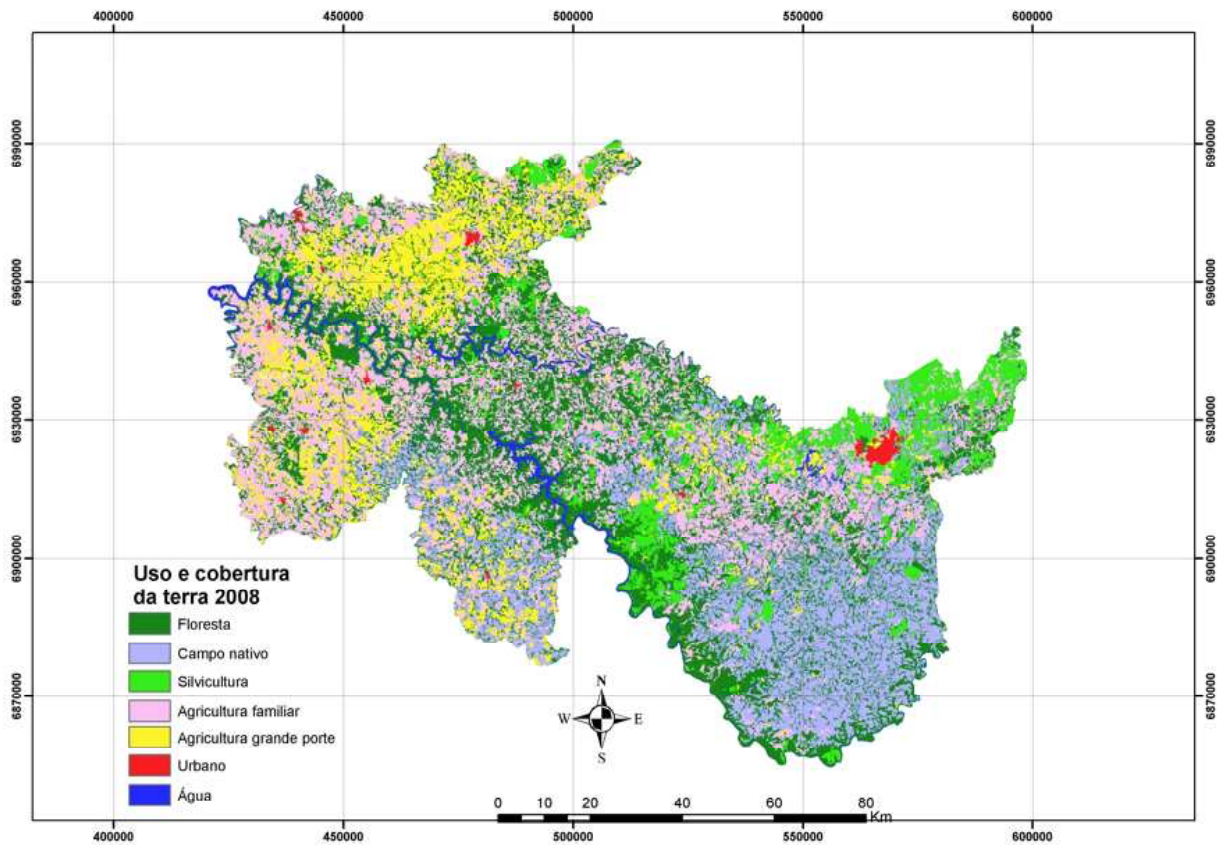 400000 450000 500000 550000 600000
6990000 6990000
6960000 6960000
6930000 6930000
6900000 6900000
6870000 6870000
Uso e cobertura
da terra 2008
Floresta
Campo nativo
Silvicultura
Agricultura familiar
Agricultura grande porte
Urbano
Água
N
W E
S
0 10 20 40 60 80
Km
400000 450000 500000 550000 600000